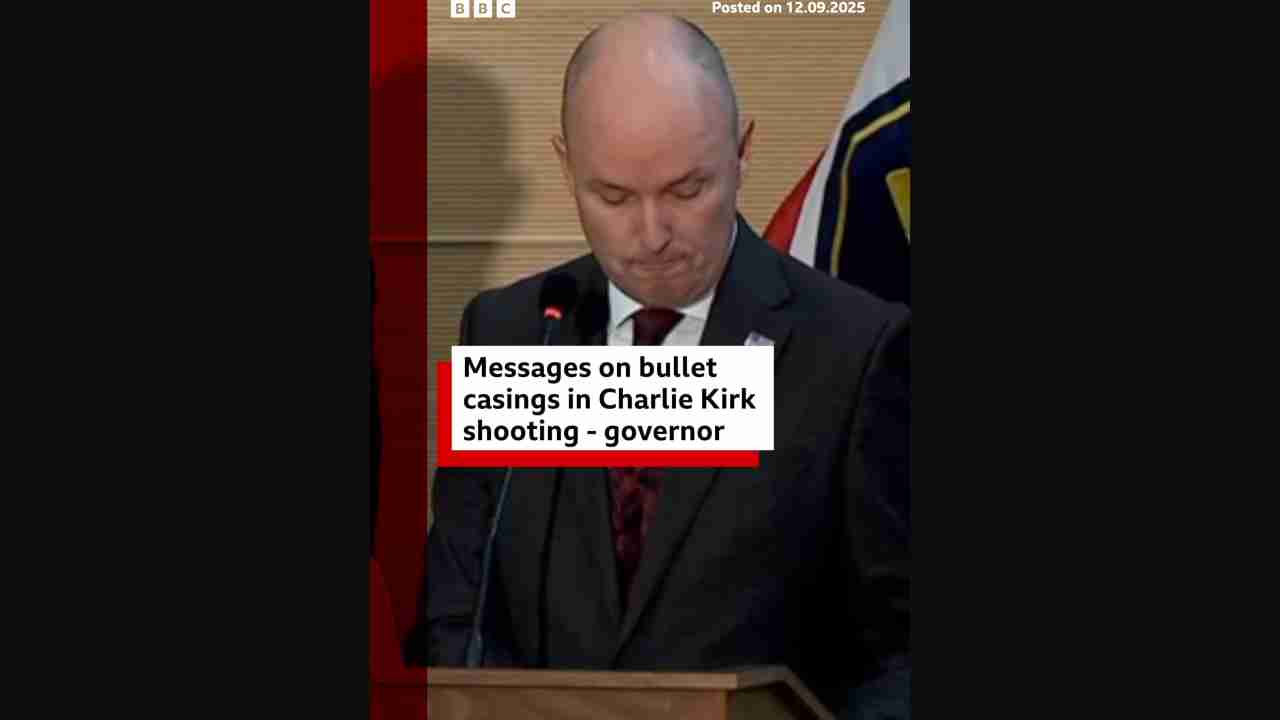 BBC
Posted on 12.09.2025
Messages on bullet
casings in Charlie Kirk
shooting - governor